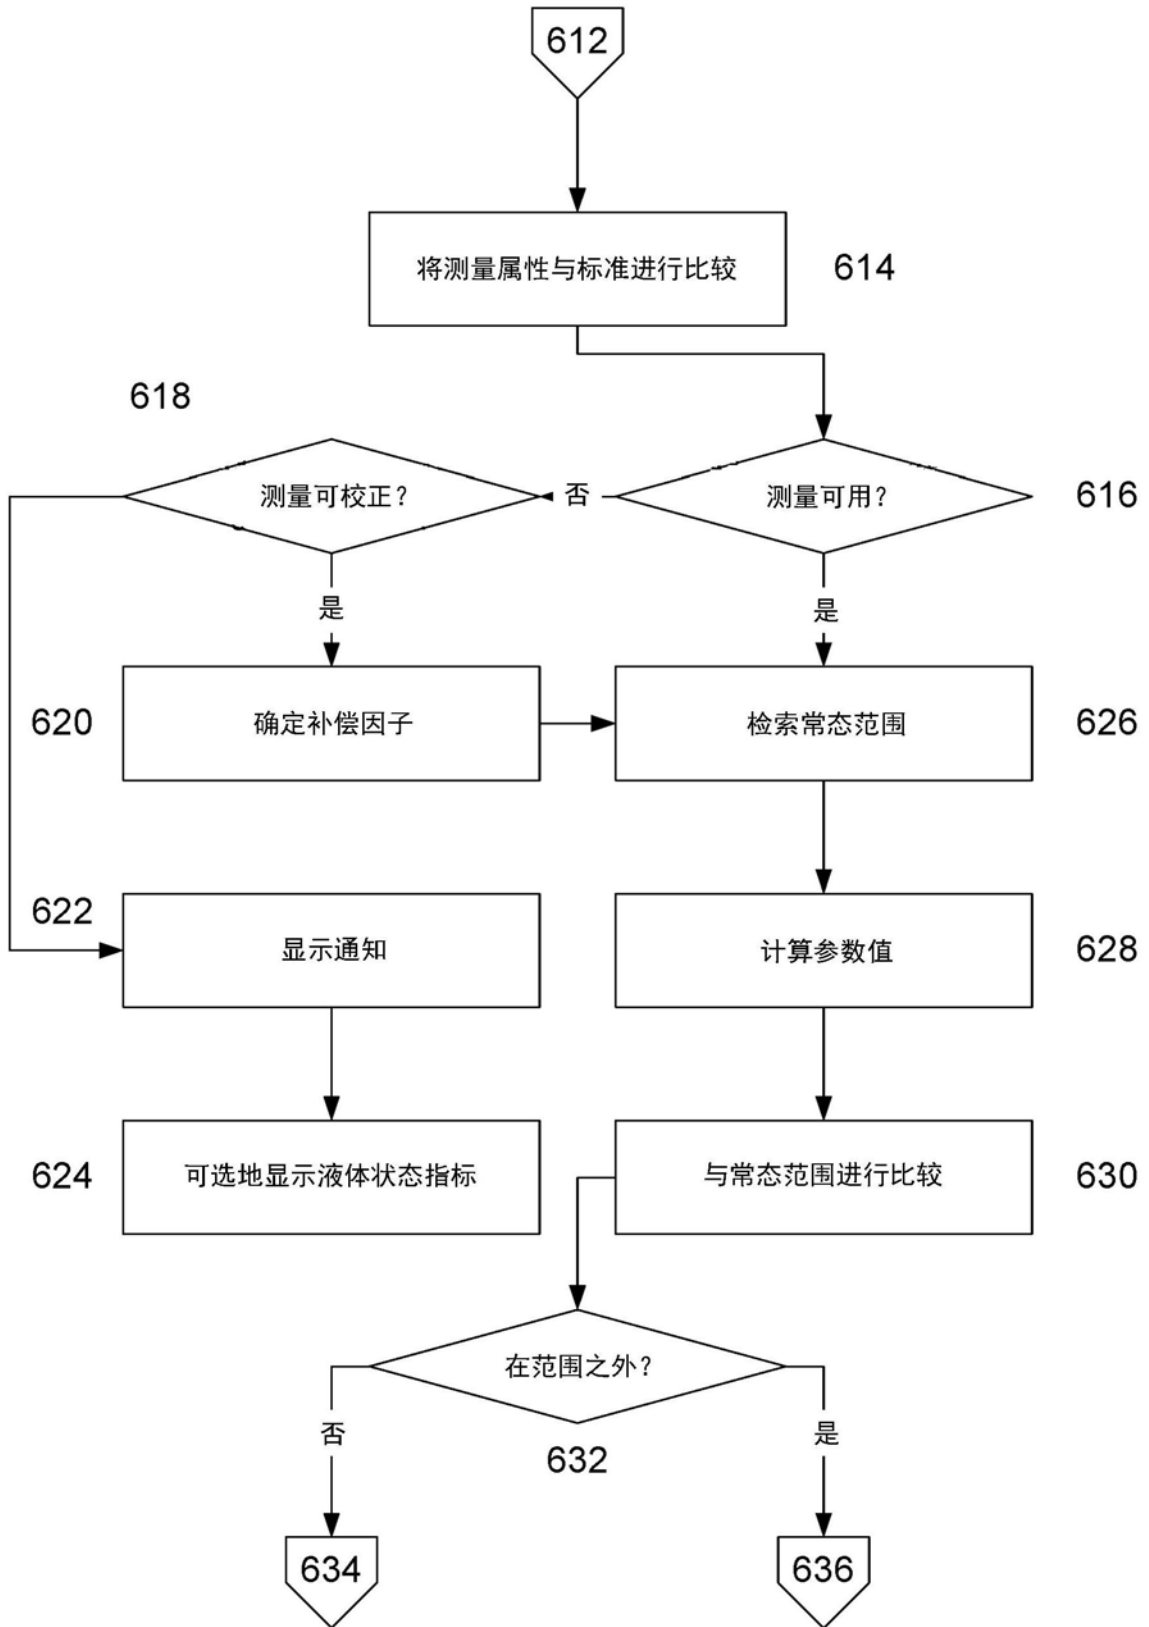 612
将测量属性与标准进行比较
614
618
测量可校正？
否
测量可用？
616
是
是
620
确定补偿因子
检索常态范围
626
622
显示通知
计算参数值
628
624
可选地显示液体状态指标
与常态范围进行比较
630
在范围之外？
否
是
632
634
636